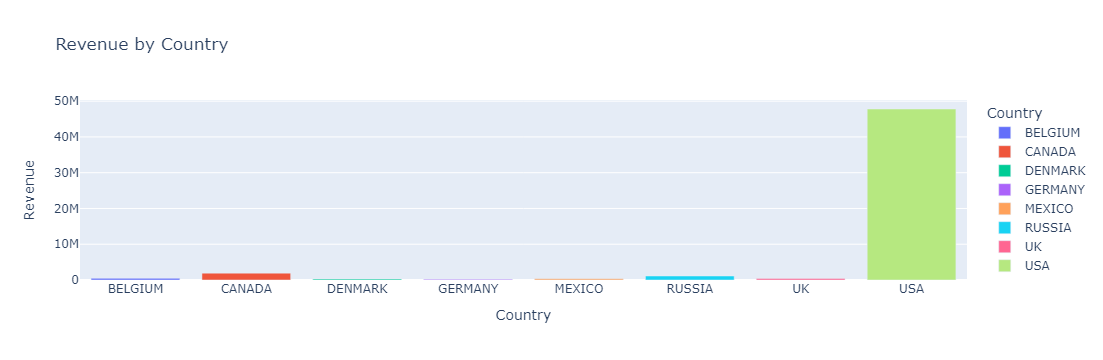 Revenue by Country
Revenue
50M
40M
30M
20M
10M
0
BELGIUM
CANADA
DENMARK
GERMANY
MEXICO
RUSSIA
UK
USA
Country
Country
BELGIUM
CANADA
DENMARK
GERMANY
MEXICO
RUSSIA
UK
USA